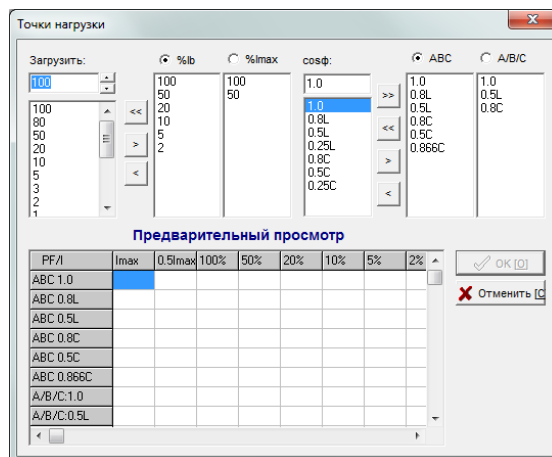 Точки нагрузки
Загрузить:
%Ib
%Imax
cosф:
ABC
A/B/C
100
100
80
50
20
10
5
3
2
1
<<
>
<
100
50
20
10
5
2
100
50
1.0
1.0
0.8L
0.5L
0.25L
0.8C
0.5C
0.25C
>>
<<
>
<
1.0
0.8L
0.5L
0.8C
0.5C
0.866C
1.0
0.5L
0.8C
Предварительный просмотр
PF/I Imax 0.5Imax 100% 50% 20% 10% 5% 2%
ABC 1.0
ABC 0.8L
ABC 0.5L
ABC 0.8C
ABC 0.5C
ABC 0.866C
A/B/C:1.0
A/B/C:0.5L
OK [O]
Отменить [C